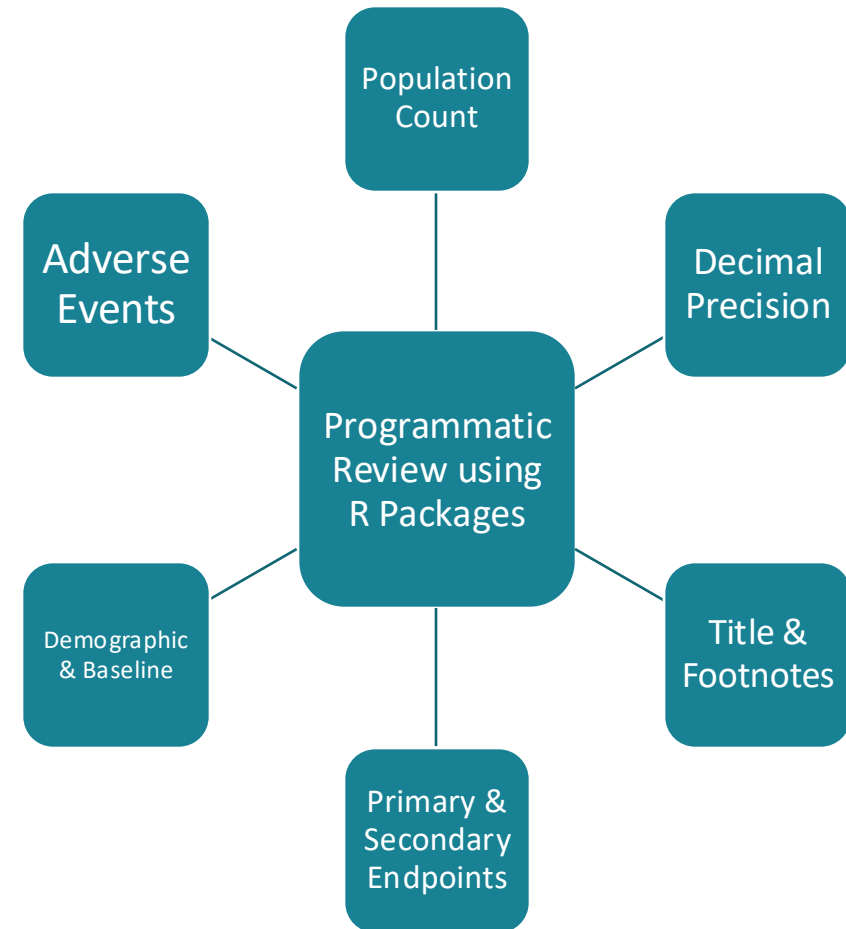 Population
Count
Adverse
Events
Decimal
Precision
Programmatic
Review using
R Packages
Demographic
& Baseline
Title &
Footnotes
Primary &
Secondary
Endpoints